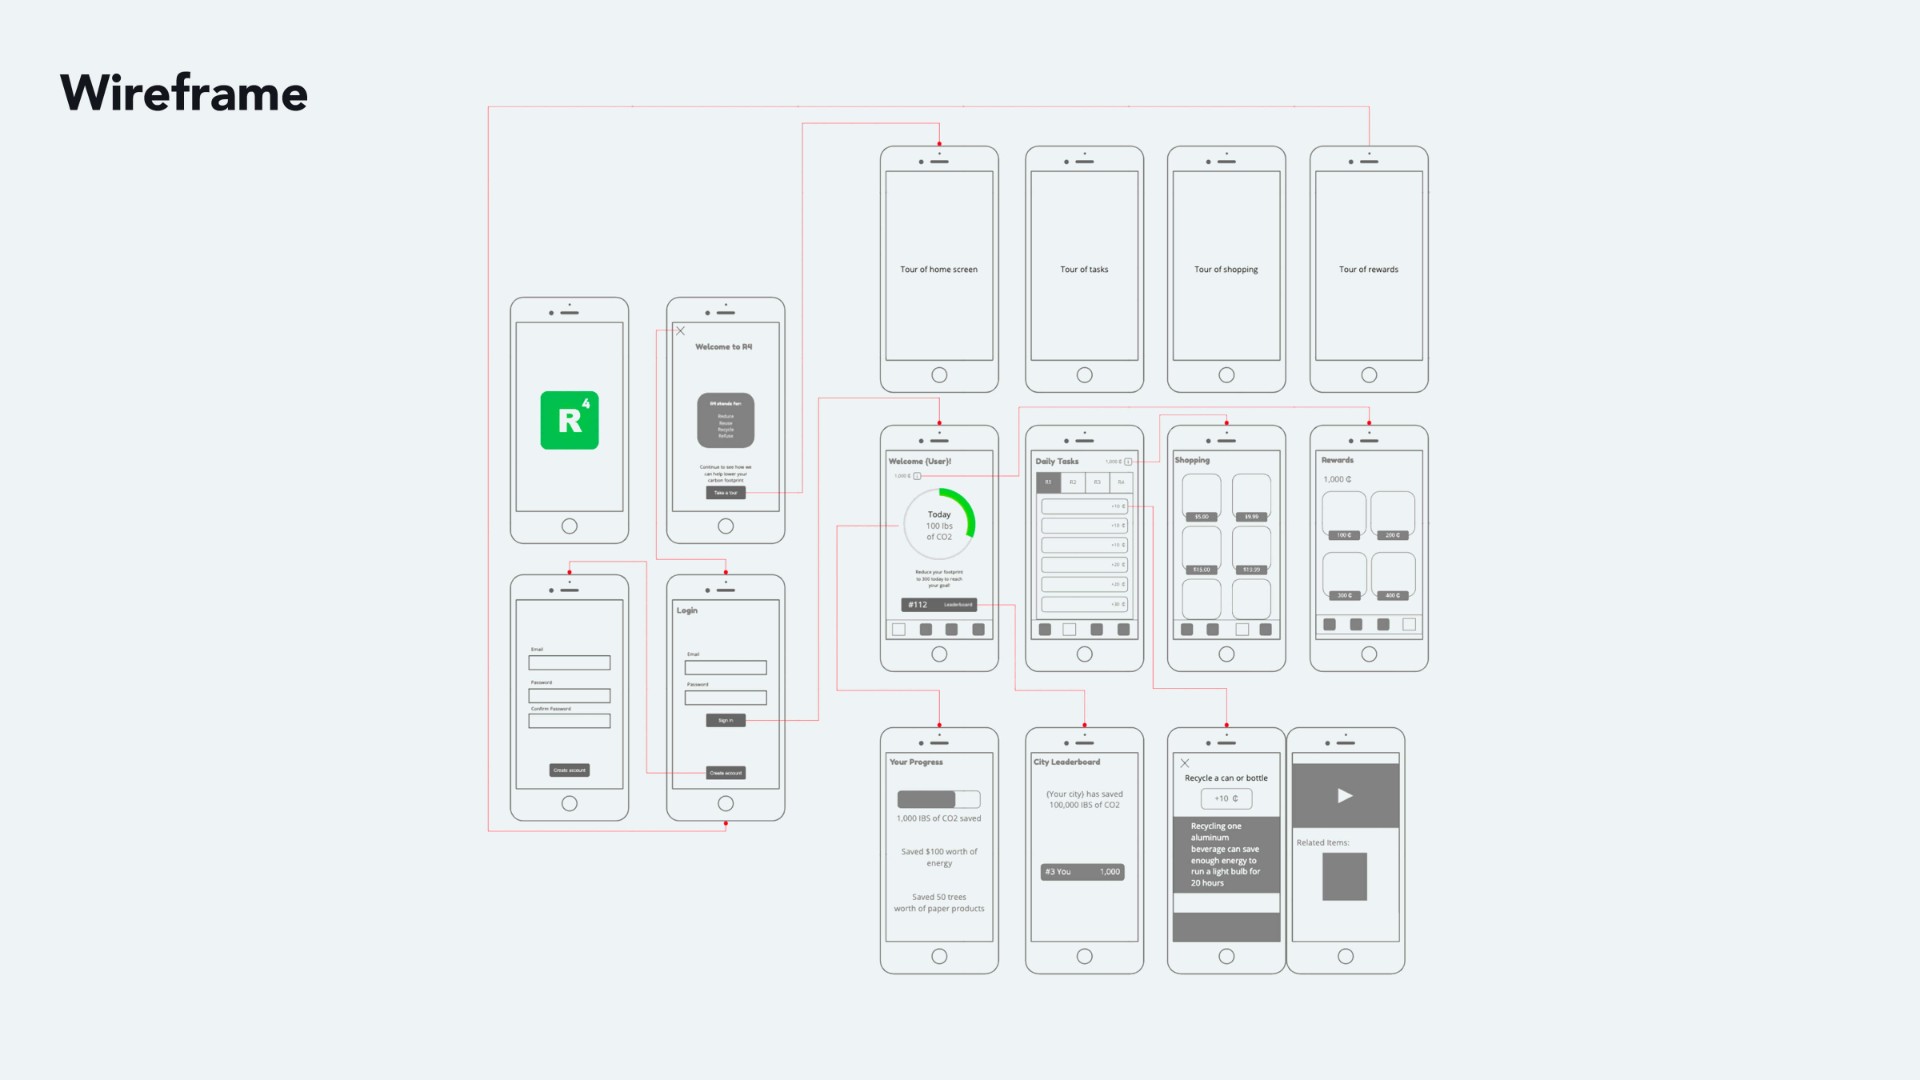 Wireframe
Tour of home screen
Tour of tasks
Tour of shopping
Tour of rewards
R4
Welcome to R4
R4 stands for:
Reduce
Reuse
Recycle
Refuse
Continue to see how we
can help lower your
carbon footprint
Take a tour
Email
Password
Confirm Password
Create account
Login
Email
Password
Sign in
Create account
Welcome {User}!
1,000 ₵
Today
100 lbs
of CO2
Reduce your footprint
to 300 today to reach
your goal!
#112 Leaderboard
Daily Tasks 1,000 ₵
R1 R2 R3 R4
+10 ₵
+10 ₵
+10 ₵
+20 ₵
+20 ₵
+30 ₵
Shopping
$5.00 $9.99
$15.00 $13.99
Rewards
1,000 ₵
100 ₵ 200 ₵
300 ₵ 400 ₵
Your Progress
1,000 lBS of CO2 saved
Saved $100 worth of
energy
Saved 50 trees
worth of paper products
City Leaderboard
{Your city} has saved
100,000 lBS of CO2
#3 You 1,000
Recycle a can or bottle
+10 ₵
Recycling one
aluminum
beverage can save
enough energy to
run a light bulb for
20 hours
Related Items: